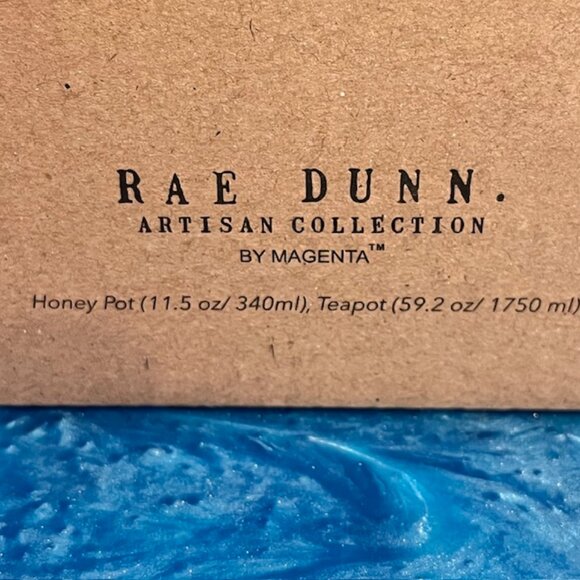 RAE DUNN.
ARTISAN COLLECTION
BY MAGENTA™
Honey Pot (11.5 oz/ 340ml), Teapot (59.2 oz/ 1750 ml)